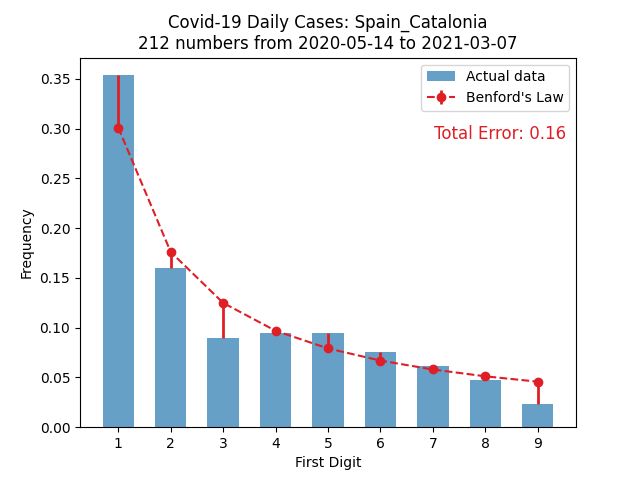 Covid-19 Daily Cases: Spain_Catalonia
212 numbers from 2020-05-14 to 2021-03-07
Actual data
Benford's Law
Total Error: 0.16
Frequency
0.35
0.30
0.25
0.20
0.15
0.10
0.05
0.00
1 2 3 4 5 6 7 8 9
First Digit